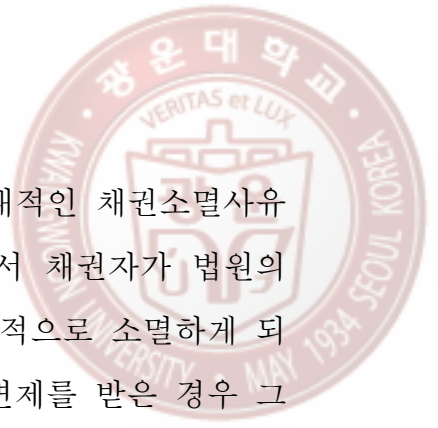 광운대학교
VERITAS et LUX
KWANGWOON UNIVERSITY • MAY 1934 SEOUL KOREA
대적인 채권소멸사유
서 채권자가 법원의
적으로 소멸하게 되
변제를 받은 경우 그